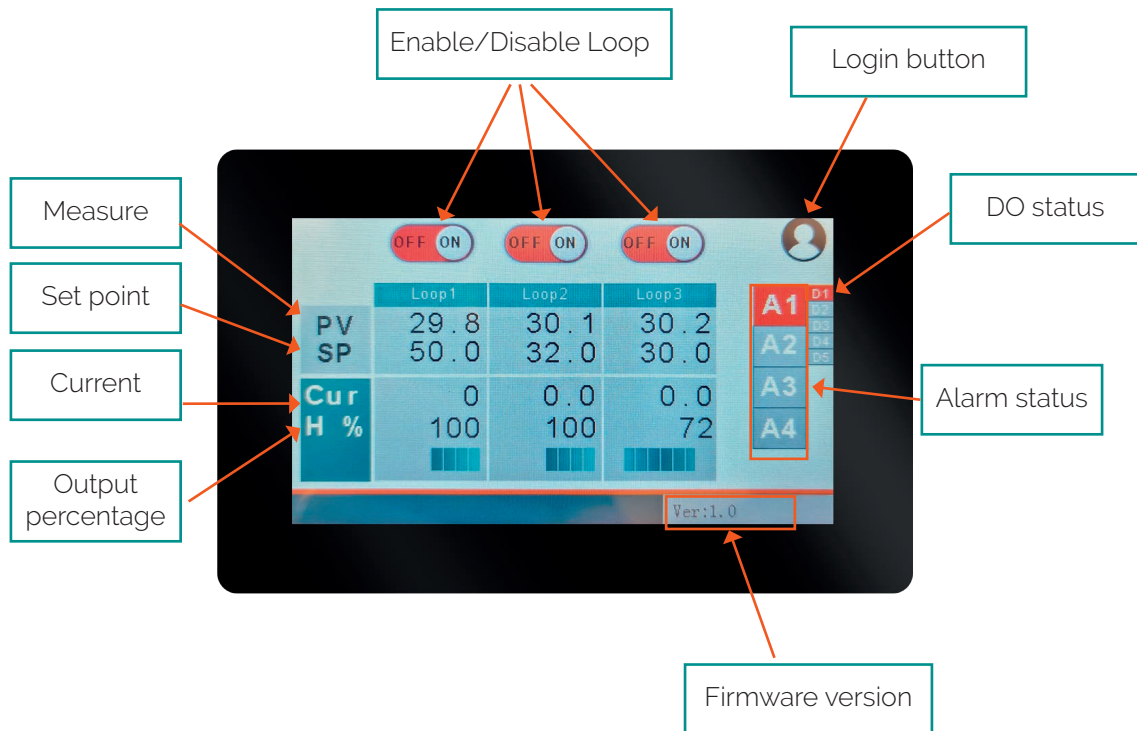 Enable/Disable Loop
Login button
Measure
DO status
Set point
Current
Alarm status
Output
percentage
Firmware version
OFF ON
OFF ON
OFF ON
Loop1 Loop2 Loop3
PV 29.8 30.1 30.2
SP 50.0 32.0 30.0
Cur 0 0.0 0.0
H % 100 100 72
A1
A2
A3
A4
D1
D2
D3
D4
D5
Ver:1.0